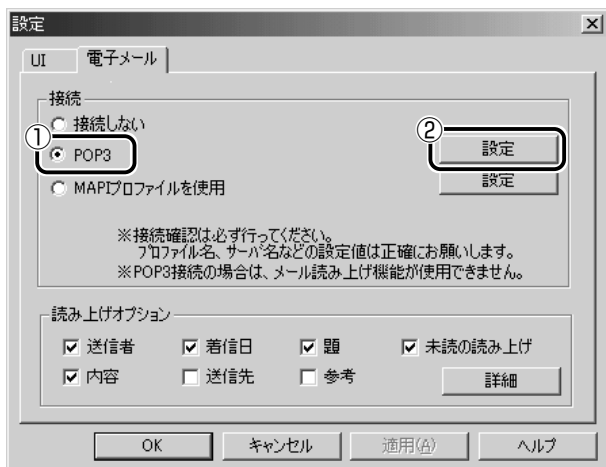 設定
UI 電子メール
接続
接続しない
① ②
POP3 設定
MAPIプロファイルを使用 設定
※接続確認は必ず行ってください。
プロファイル名、サーバ名などの設定値は正確にお願いします。
※POP3接続の場合は、メール読み上げ機能が使用できません。
読み上げオプション
送信者 着信日 題 未読の読み上げ
内容 送信先 参考 詳細
OK キャンセル 適用(A) ヘルプ